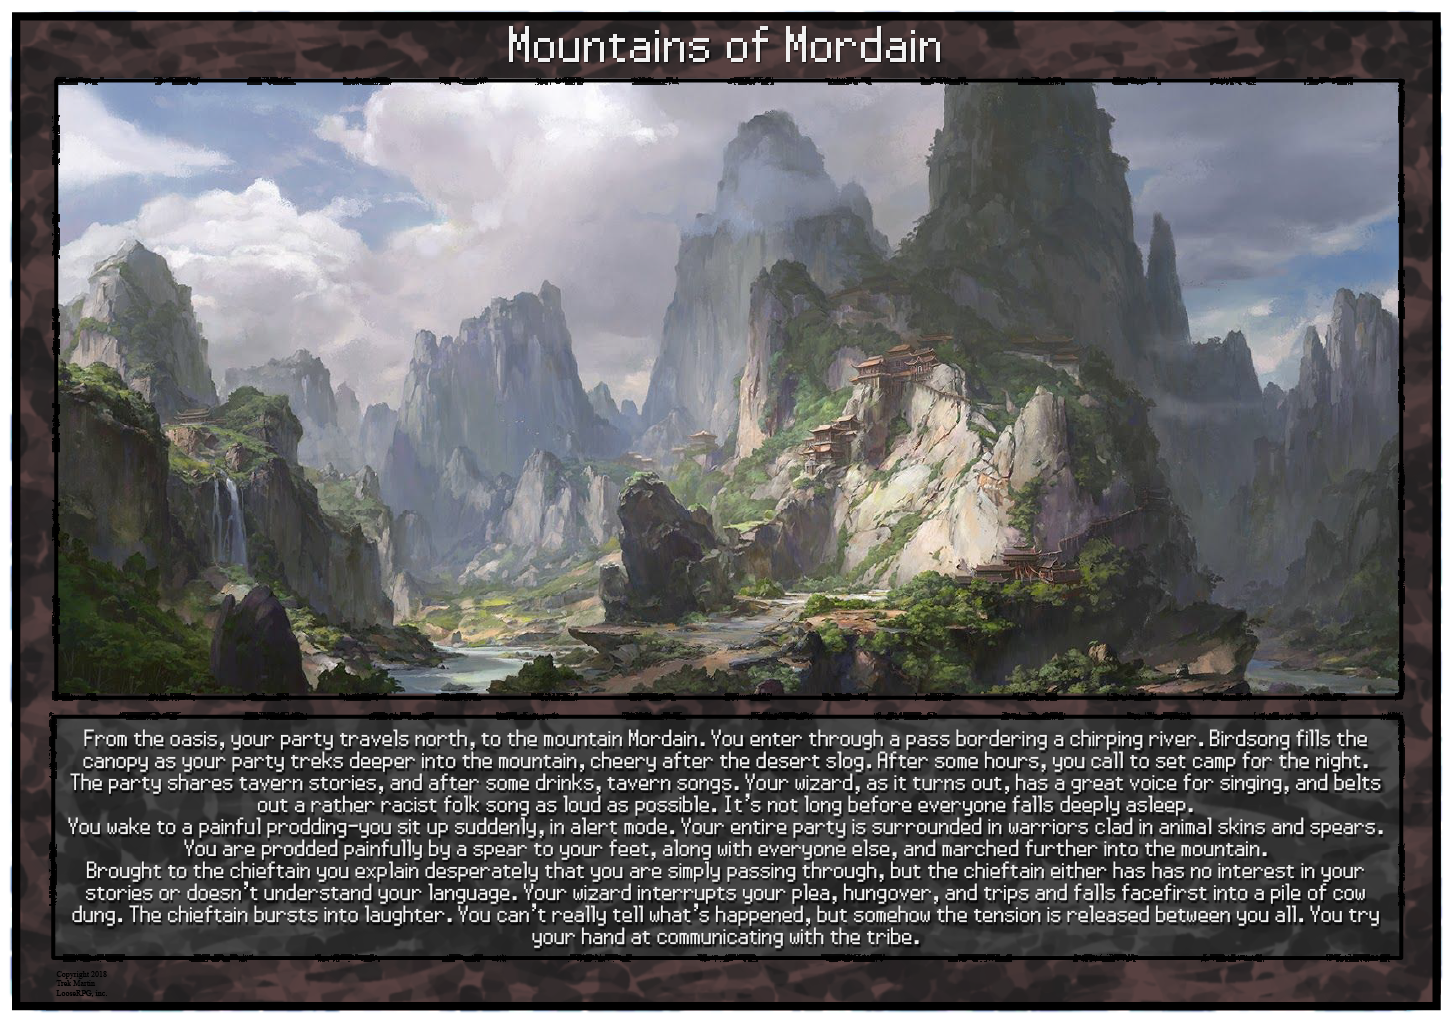 Mountains of Mordain
From the oasis, your party travels north, to the mountain Mordain. You enter through a pass bordering a chirping river. Birdsong fills the
canopy as your party treks deeper into the mountain, cheery after the desert slog. After some hours, you call to set camp for the night.
The party shares tavern stories, and after some drinks, tavern songs. Your wizard, as it turns out, has a great voice for singing, and belts
out a rather racist folk song as loud as possible. It's not long before everyone falls deeply asleep.
You wake to a painful prodding-you sit up suddenly, in alert mode. Your entire party is surrounded in warriors clad in animal skins and spears.
You are prodded painfully by a spear to your feet, along with everyone else, and marched further into the mountain.
Brought to the chieftain you explain desperately that you are simply passing through, but the chieftain either has has no interest in your
stories or doesn't understand your language. Your wizard interrupts your plea, hungover, and trips and falls facefirst into a pile of cow
dung. The chieftain bursts into laughter. You can't really tell what's happened, but somehow the tension is released between you all. You try
your hand at communicating with the tribe.
Copyright 2018
Trak Martin
LoosaRPG, inc.